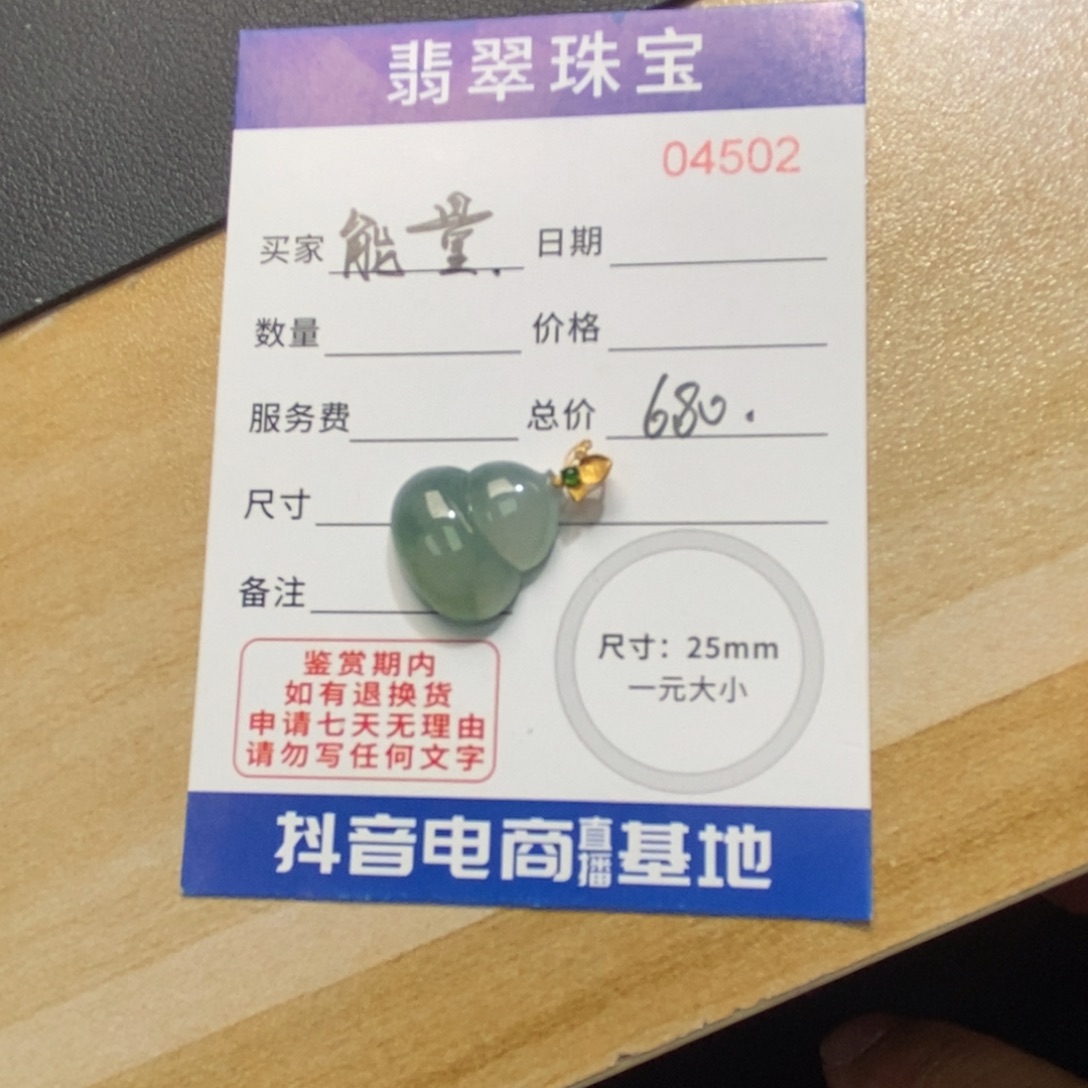 翡翠珠宝
04502
买家 能量. 日期
数量 价格
服务费 总价 680.
尺寸
备注
鉴赏期内
如有退换货
申请七天无理由
请勿写任何文字
尺寸：25mm
一元大小
抖音电商直播基地